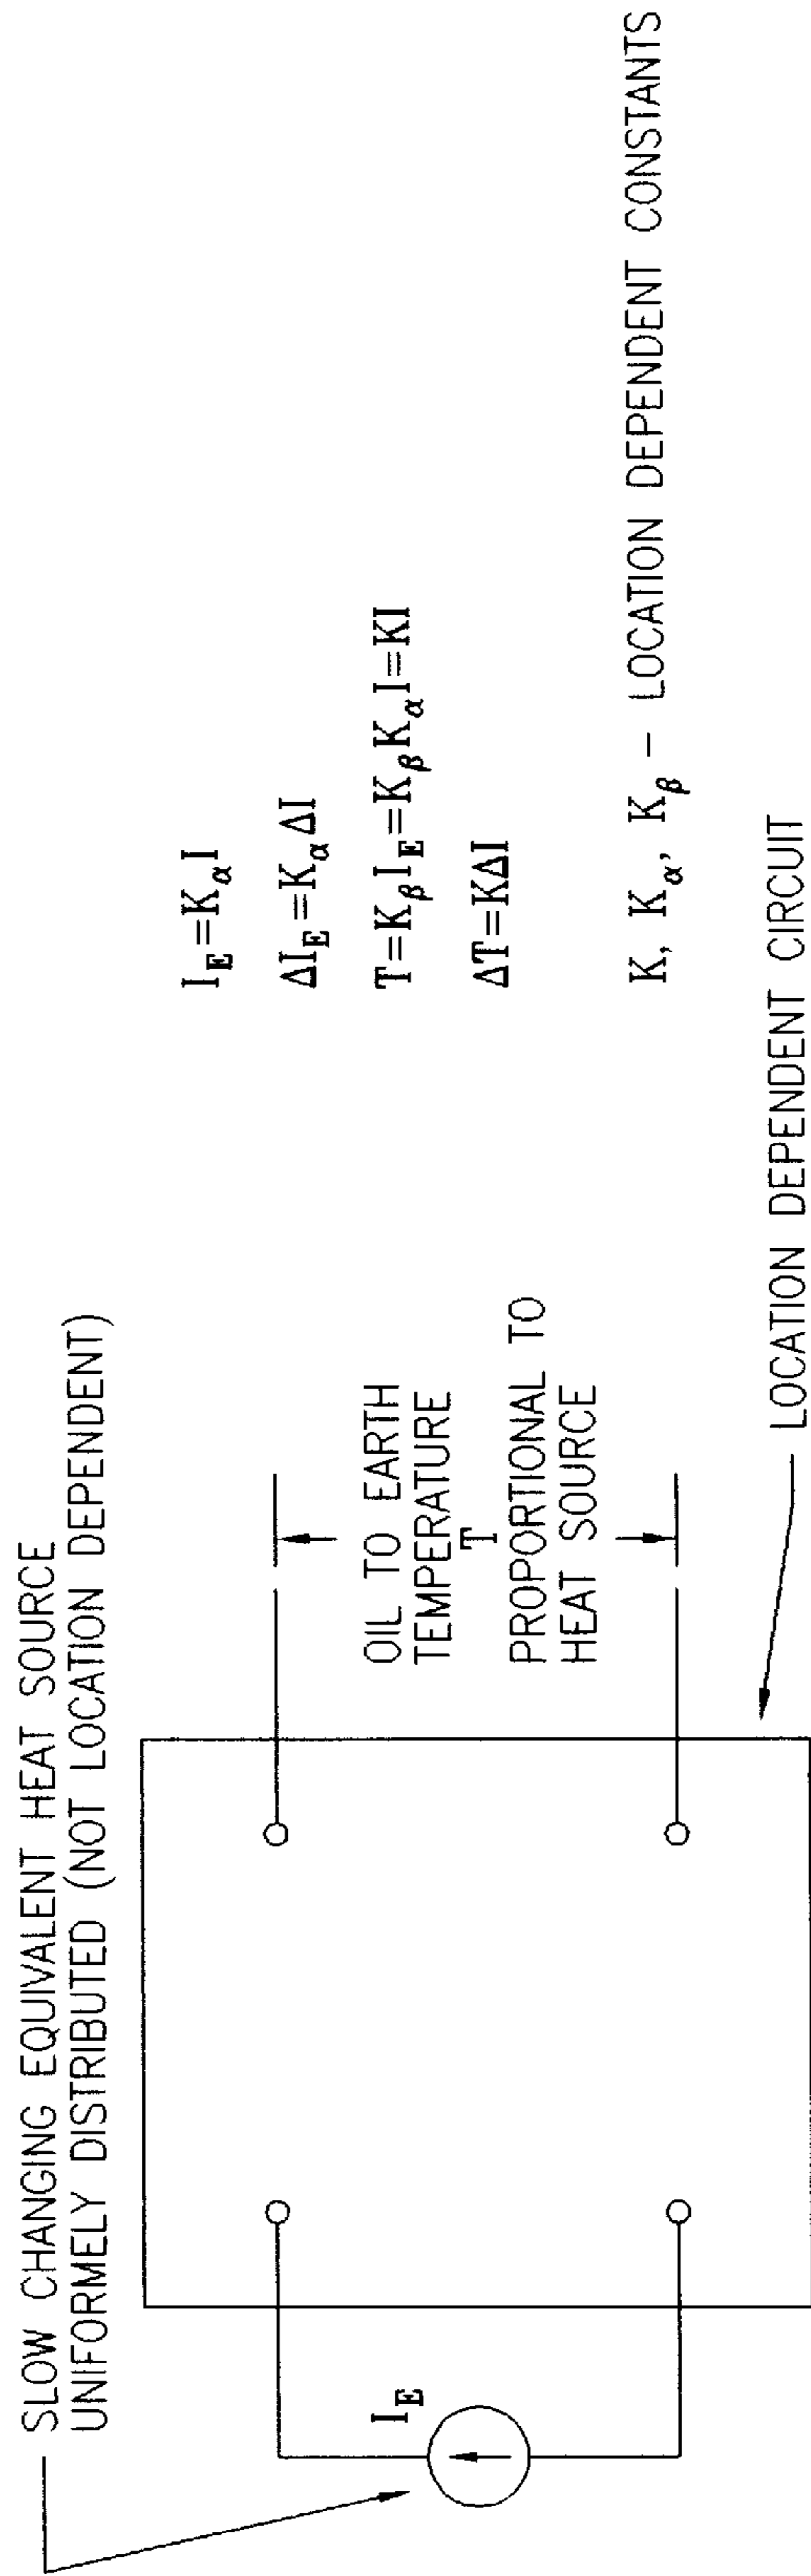 SLOW CHANGING EQUIVALENT HEAT SOURCE
UNIFORMELY DISTRIBUTED (NOT LOCATION DEPENDENT)
I_E
OIL TO EARTH
TEMPERATURE
T
PROPORTIONAL TO
HEAT SOURCE
I_E=K_αI
ΔI_E=K_αΔI
T=K_βI_E=K_βK_αI=KI
ΔT=KΔI
K, K_α, K_β – LOCATION DEPENDENT CONSTANTS
LOCATION DEPENDENT CIRCUIT